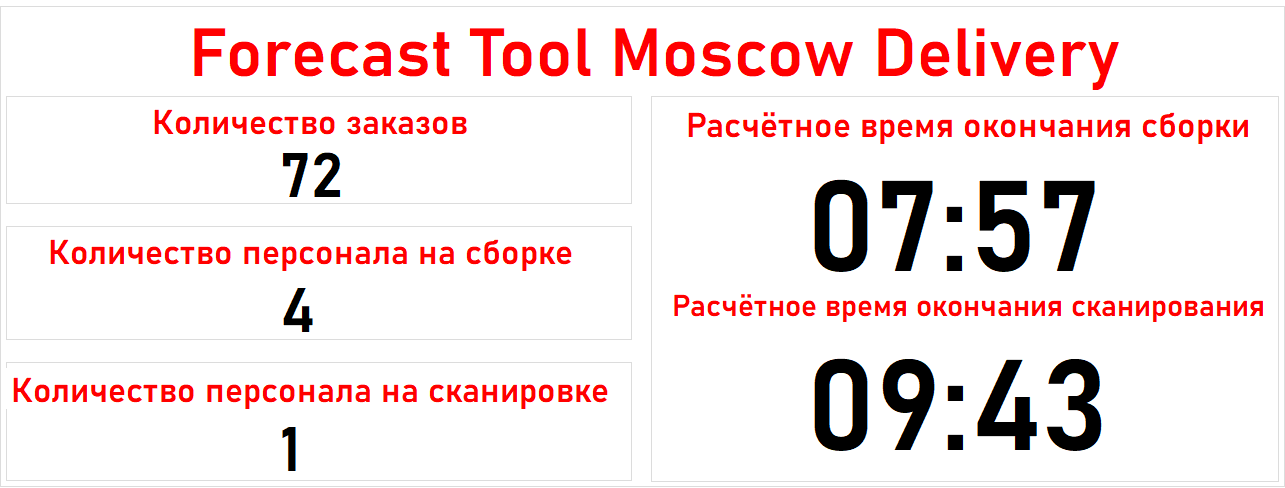 Forecast Tool Moscow Delivery
Количество заказов
72
Количество персонала на сборке
4
Количество персонала на сканировке
1
Расчётное время окончания сборки
07:57
Расчётное время окончания сканирования
09:43